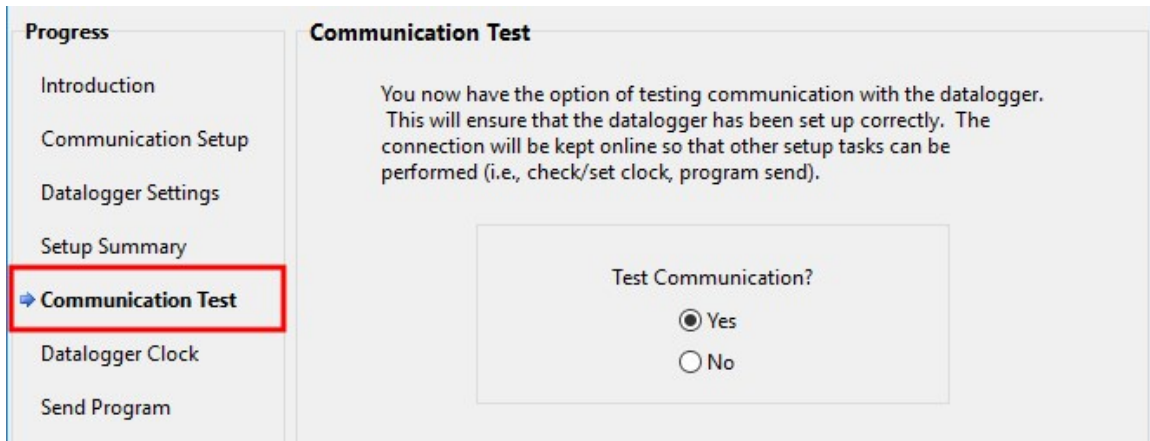 Progress
Introduction
Communication Setup
Datalogger Settings
Setup Summary
Communication Test
Datalogger Clock
Send Program
Communication Test
You now have the option of testing communication with the datalogger.
This will ensure that the datalogger has been set up correctly.  The
connection will be kept online so that other setup tasks can be
performed (i.e., check/set clock, program send).
Test Communication?
Yes
No